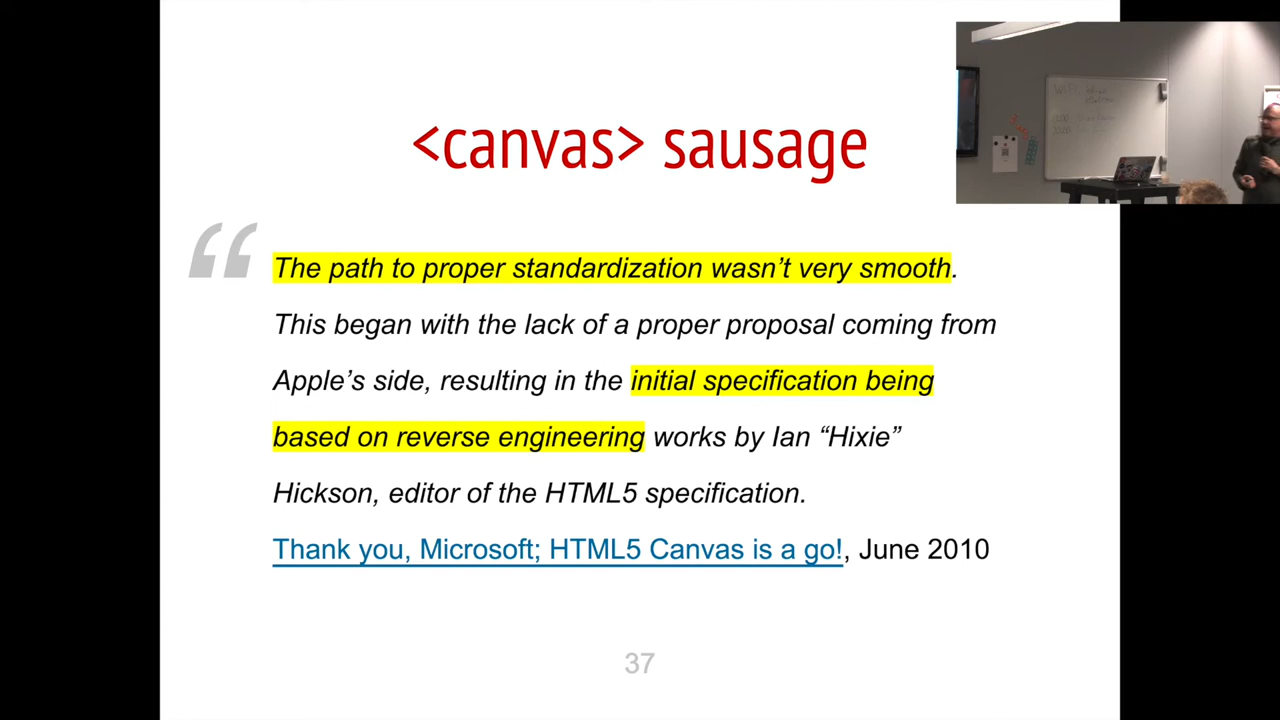 <canvas> sausage
“
The path to proper standardization wasn’t very smooth.
This began with the lack of a proper proposal coming from
Apple’s side, resulting in the initial specification being
based on reverse engineering works by Ian “Hixie”
Hickson, editor of the HTML5 specification.
Thank you, Microsoft; HTML5 Canvas is a go!, June 2010
37